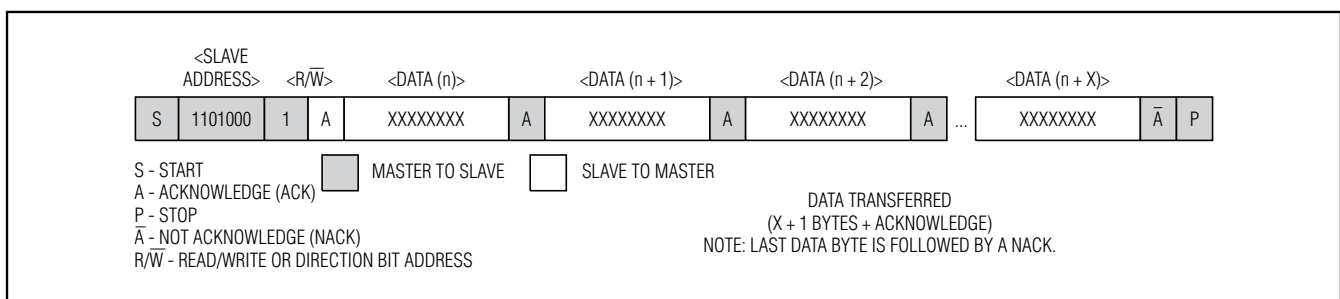 <SLAVE
ADDRESS> <R/W̅> <DATA (n)> <DATA (n + 1)> <DATA (n + 2)> <DATA (n + X)>
S 1101000 1 A XXXXXXXX A XXXXXXXX A XXXXXXXX A ... XXXXXXXX A̅ P
S - START MASTER TO SLAVE SLAVE TO MASTER
A - ACKNOWLEDGE (ACK)
P - STOP
A̅ - NOT ACKNOWLEDGE (NACK)
R/W̅ - READ/WRITE OR DIRECTION BIT ADDRESS
DATA TRANSFERRED
(X + 1 BYTES + ACKNOWLEDGE)
NOTE: LAST DATA BYTE IS FOLLOWED BY A NACK.